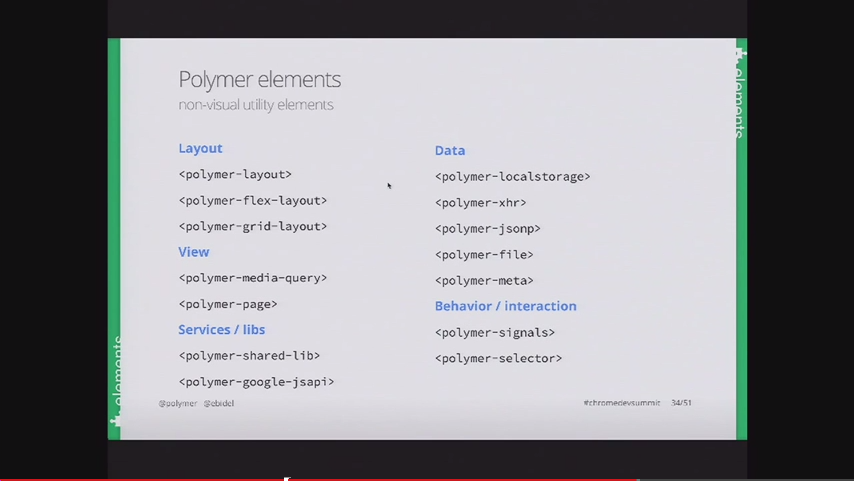 Polymer elements
non-visual utility elements
Layout
<polymer-layout>
<polymer-flex-layout>
<polymer-grid-layout>
View
<polymer-media-query>
<polymer-page>
Services / libs
<polymer-shared-lib>
<polymer-google-jsapi>
Data
<polymer-localstorage>
<polymer-xhr>
<polymer-jsonp>
<polymer-file>
<polymer-meta>
Behavior / interaction
<polymer-signals>
<polymer-selector>
@polymer @ebidel
#chromedevsummit 34/51
elements
elements